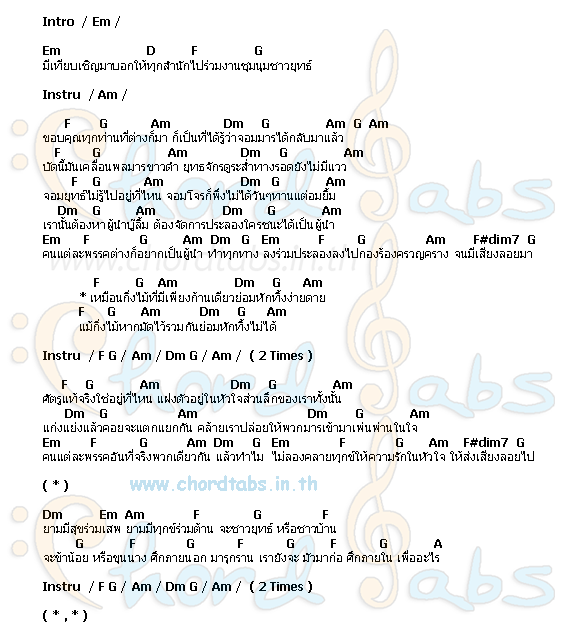 Intro / Em /
Em D F G
มีเทียบเชิญมาบอกให้ทุกสำนักไปร่วมงานชุมนุมชาวยุทธ์
Instru / Am /
F G Am Dm G Am G Am
ขอบคุณทุกท่านที่ต่างก็มา ก็เป็นที่ได้รู้ว่าจอมมารได้กลับมาแล้ว
F G Am Dm G Am
บัดนี้มันเคลื่อนพลมารขาวดำ ยุทธจักรดูระส่ำทางรอดยังไม่มีแวว
F G Am Dm G Am
จอมยุทธ์ไม่รู้ไปอยู่ที่ไหน จอมโจรก็พึ่งไม่ได้วันๆทานแต่อมยิ้ม
Dm G Am Dm G Am
เรานั้นต้องหาผู้นำบู๊ลิ้ม ต้องจัดการประลองใครชนะได้เป็นผู้นำ
Em F G Am Dm G Em F G Am F#dim7 G
คนแต่ละพรรคต่างก็อยากเป็นผู้นำ ทำทุกทาง ลงร่วมประลองลงไปกองร้องครวญคราง จนมีเสียงลอยมา
F G Am Dm G Am
* เหมือนกิ่งไม้ที่มีเพียงก้านเดียวย่อมหักทิ้งง่ายดาย
F G Am Dm G Am
แม้กิ่งไม้หากมัดไว้รวมกันย่อมหักทิ้งไม่ได้
Instru / F G / Am / Dm G / Am / ( 2 Times )
F G Am Dm G Am
ศัตรูแท้จริงใช่อยู่ที่ไหน แฝงตัวอยู่ในหัวใจส่วนลึกของเราทั้งนั้น
Dm G Am Dm G Am
แก่งแย่งแล้วคอยจะแตกแยกกัน คล้ายเราปล่อยให้พวกมารเข้ามาเพ่นพ่านในใจ
Em F G Am Dm G Em F G Am F#dim7 G
คนแต่ละพรรคอันที่จริงพวกเดียวกัน แล้วทำไม ไม่ลองคลายทุกข์ให้ความรักในหัวใจ ให้ส่งเสียงลอยไป
( * )
www.chordtabs.in.th
Dm Em Am F G F
ยามมีสุขร่วมเสพ ยามมีทุกข์ร่วมต้าน จะชาวยุทธ์ หรือชาวบ้าน
G F G F G F G A
จะข้าน้อย หรือขุนนาง ศึกภายนอก มารุกราน เรายังจะ มัวมาก่อ ศึกภายใน เพื่ออะไร
Instru / F G / Am / Dm G / Am / ( 2 Times )
( * , * )